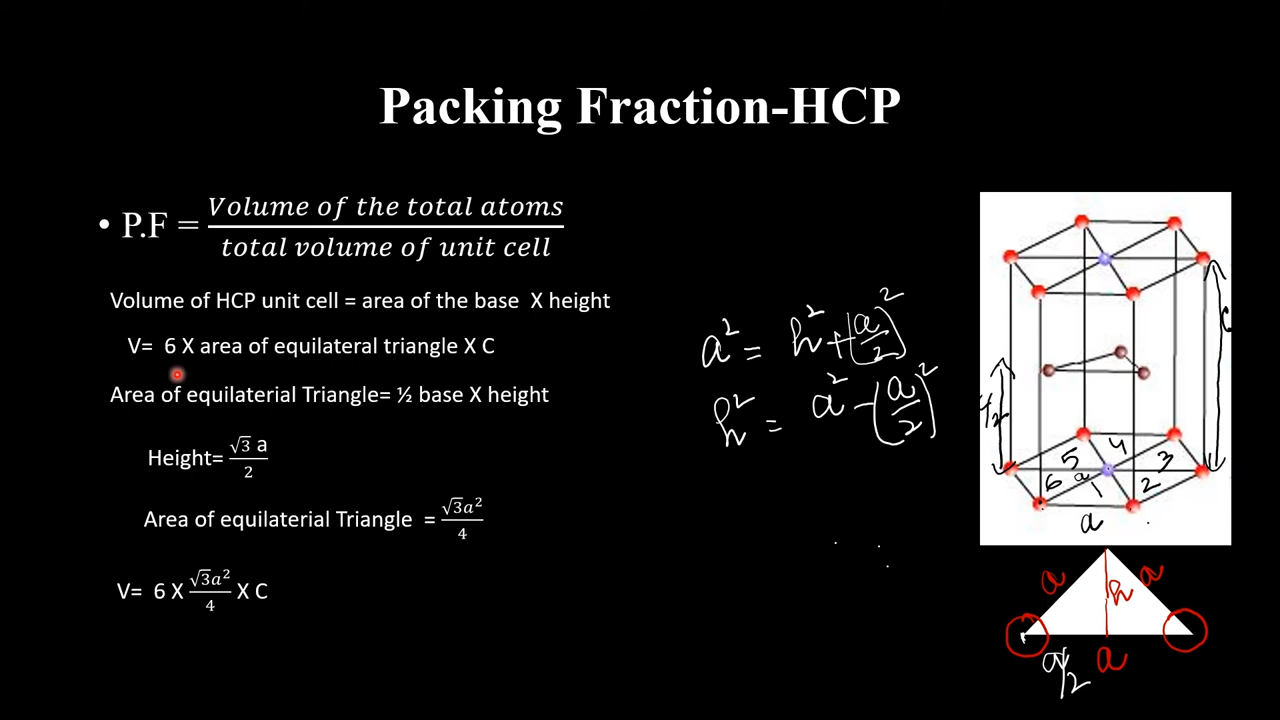 Packing Fraction-HCP
• P.F = Volume of the total atoms / total volume of unit cell
Volume of HCP unit cell = area of the base X height
V= 6 X area of equilateral triangle X C
Area of equilaterial Triangle= ½ base X height
Height= √3 a / 2
Area of equilaterial Triangle = √3a² / 4
V= 6 X √3a² / 4 X C
a² = h² + (a/2)²
h² = a² - (a/2)²
c
5 4 3
6 a 1 2
a
a h a
a/2 a